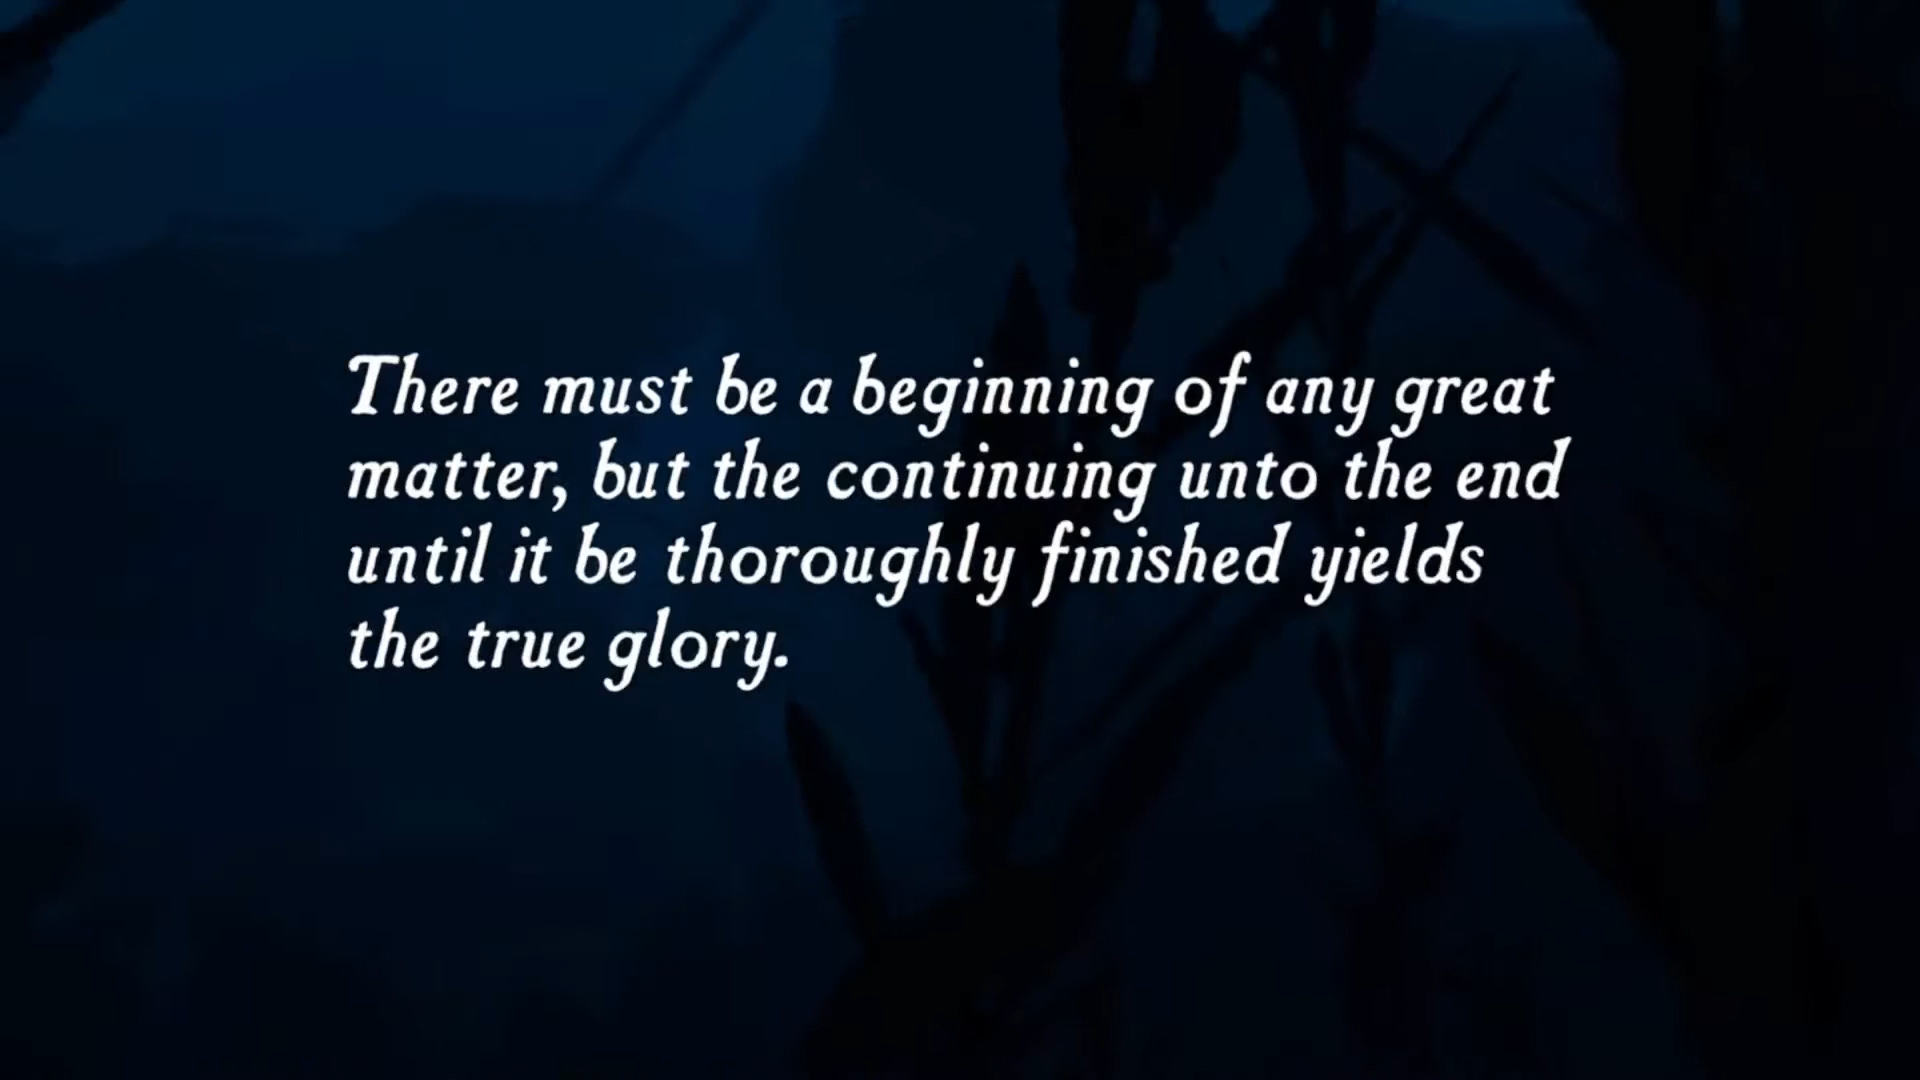 There must be a beginning of any great
matter, but the continuing unto the end
until it be thoroughly finished yields
the true glory.